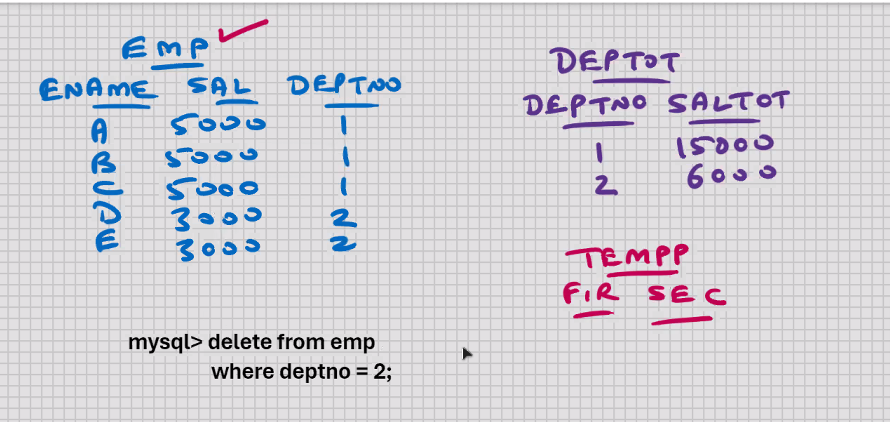 EMP
ENAME SAL DEPTNO
A 5000 1
B 5000 1
C 5000 1
D 3000 2
E 3000 2
DEPTOT
DEPTNO SALTOT
1 15000
2 6000
TEMPP
FIR SEC
mysql> delete from emp
where deptno = 2;